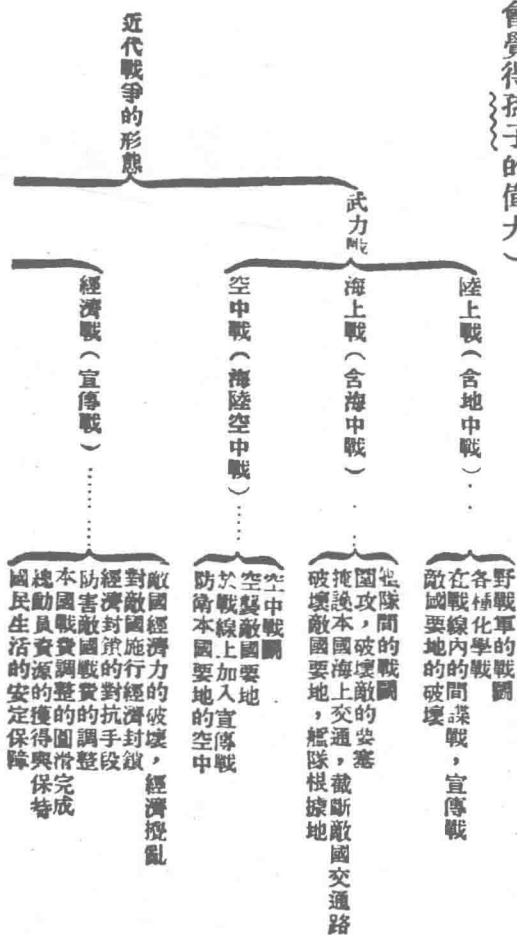 會覺得孫子的偉大）
近代戰爭的形態
武力戰
陸上戰（含地中戰）‥
野戰軍的戰鬪
各種化學戰
在戰線內的間諜戰，宣傳戰
敵國要地的破壞
海上戰（含海中戰）‥‥
艦隊間的戰鬪
圍攻，破壞敵的要塞
掩護本國海上交通，截斷敵國交通路
破壞敵國要地，艦隊根據地
空中戰（海陸空中戰）……
空中戰鬪
空襲敵國要地
於戰線上加入宣傳戰
防衛本國要地的空中
經濟戰（宣傳戰）………
敵國經濟力的破壞，經濟攪亂
對敵國施行經濟封鎖
經濟封鎖的對抗手段
防害敵國戰費的調整
本國戰費調整的圓滑完成
總動員資源的獲得與保持
國民生活的安定保障